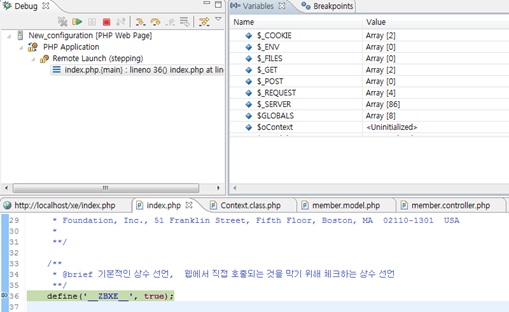 Debug
New_configuration [PHP Web Page]
PHP Application
Remote Launch (stepping)
index.php.{main} : lineno 36() index.php at lin
Variables
Breakpoints
Name
Value
$_COOKIE
Array [2]
$_ENV
Array [0]
$_FILES
Array [0]
$_GET
Array [2]
$_POST
Array [0]
$_REQUEST
Array [4]
$_SERVER
Array [86]
$GLOBALS
Array [8]
$oContext
<Uninitialized>
http://localhost/xe/index.php
index.php
Context.class.php
member.model.php
member.controller.php
29 * Foundation, Inc., 51 Franklin Street, Fifth Floor, Boston, MA 02110-1301 USA
30 *
31 **/
32
33 /**
34 * @brief 기본적인 상수 선언, 웹에서 직접 호출되는 것을 막기 위해 체크하는 상수 선언
35 **/
36 define('__ZBXE__', true);
37